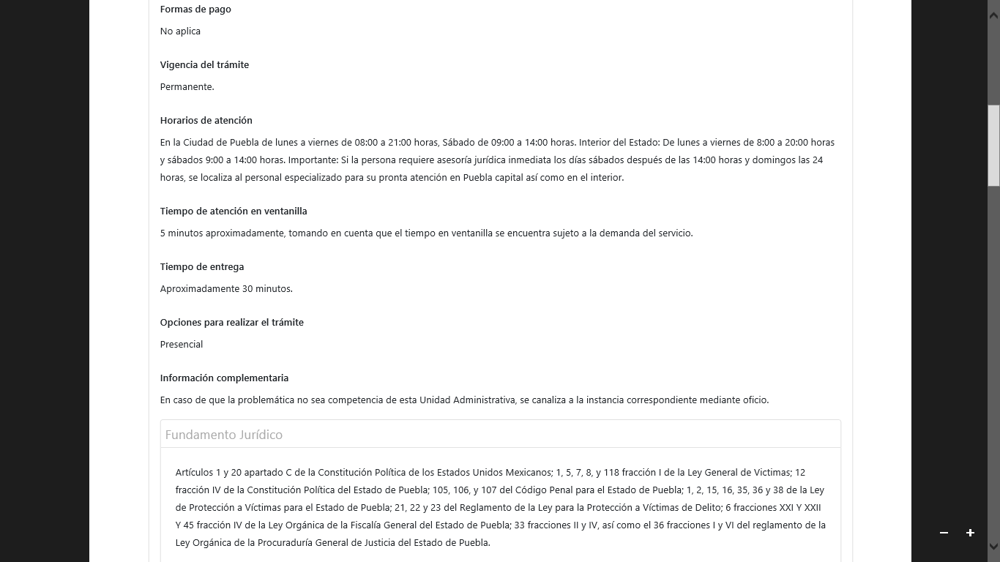 Formas de pago
No aplica
Vigencia del trámite
Permanente.
Horarios de atención
En la Ciudad de Puebla de lunes a viernes de 08:00 a 21:00 horas, Sábado de 09:00 a 14:00 horas. Interior del Estado: De lunes a viernes de 8:00 a 20:00 horas
y sábados 9:00 a 14:00 horas. Importante: Si la persona requiere asesoría jurídica inmediata los días sábados después de las 14:00 horas y domingos las 24
horas, se localiza al personal especializado para su pronta atención en Puebla capital así como en el interior.
Tiempo de atención en ventanilla
5 minutos aproximadamente, tomando en cuenta que el tiempo en ventanilla se encuentra sujeto a la demanda del servicio.
Tiempo de entrega
Aproximadamente 30 minutos.
Opciones para realizar el trámite
Presencial
Información complementaria
En caso de que la problemática no sea competencia de esta Unidad Administrativa, se canaliza a la instancia correspondiente mediante oficio.
Fundamento Jurídico
Artículos 1 y 20 apartado C de la Constitución Política de los Estados Unidos Mexicanos; 1, 5, 7, 8, y 118 fracción I de la Ley General de Victimas; 12
fracción IV de la Constitución Política del Estado de Puebla; 105, 106, y 107 del Código Penal para el Estado de Puebla; 1, 2, 15, 16, 35, 36 y 38 de la Ley
de Protección a Víctimas para el Estado de Puebla; 21, 22 y 23 del Reglamento de la Ley para la Protección a Víctimas de Delito; 6 fracciones XXI Y XXII
Y 45 fracción IV de la Ley Orgánica de la Fiscalía General del Estado de Puebla; 33 fracciones II y IV, así como el 36 fracciones I y VI del reglamento de la
Ley Orgánica de la Procuraduría General de Justicia del Estado de Puebla.